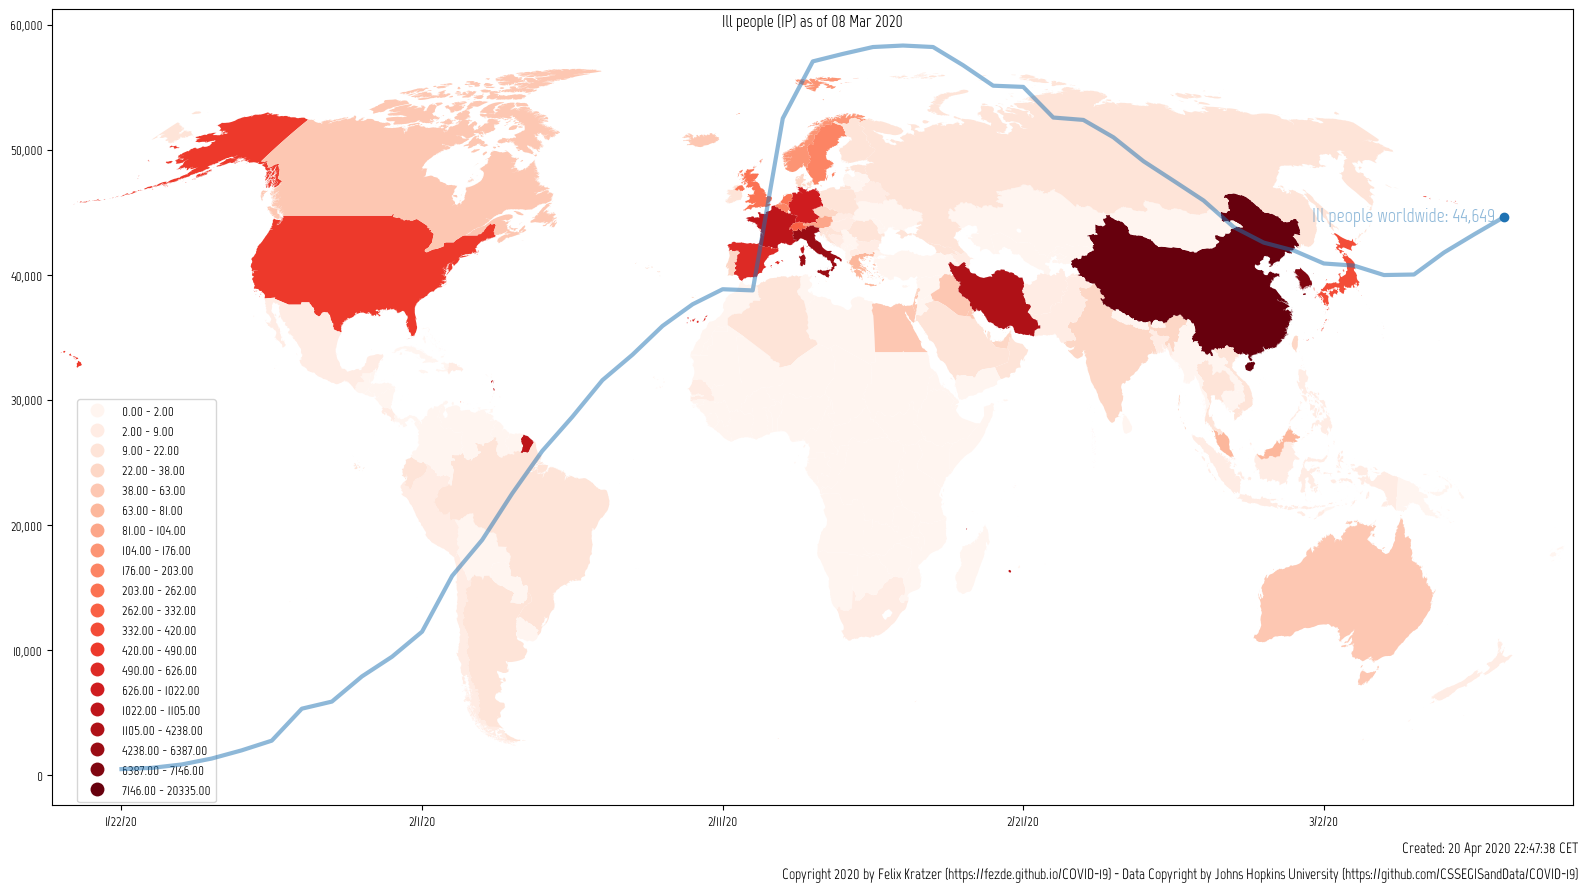 Ill people (IP) as of 08 Mar 2020
60,000
50,000
40,000
30,000
20,000
10,000
0
Ill people worldwide: 44,649
0.00 - 2.00
2.00 - 9.00
9.00 - 22.00
22.00 - 38.00
38.00 - 63.00
63.00 - 81.00
81.00 - 104.00
104.00 - 176.00
176.00 - 203.00
203.00 - 262.00
262.00 - 332.00
332.00 - 420.00
420.00 - 490.00
490.00 - 626.00
626.00 - 1022.00
1022.00 - 1105.00
1105.00 - 4238.00
4238.00 - 6387.00
6387.00 - 7146.00
7146.00 - 20335.00
1/22/20
2/1/20
2/11/20
2/21/20
3/2/20
Created: 20 Apr 2020 22:47:38 CET
Copyright 2020 by Felix Kratzer (https://fezde.github.io/COVID-19) - Data Copyright by Johns Hopkins University (https://github.com/CSSEGISandData/COVID-19)